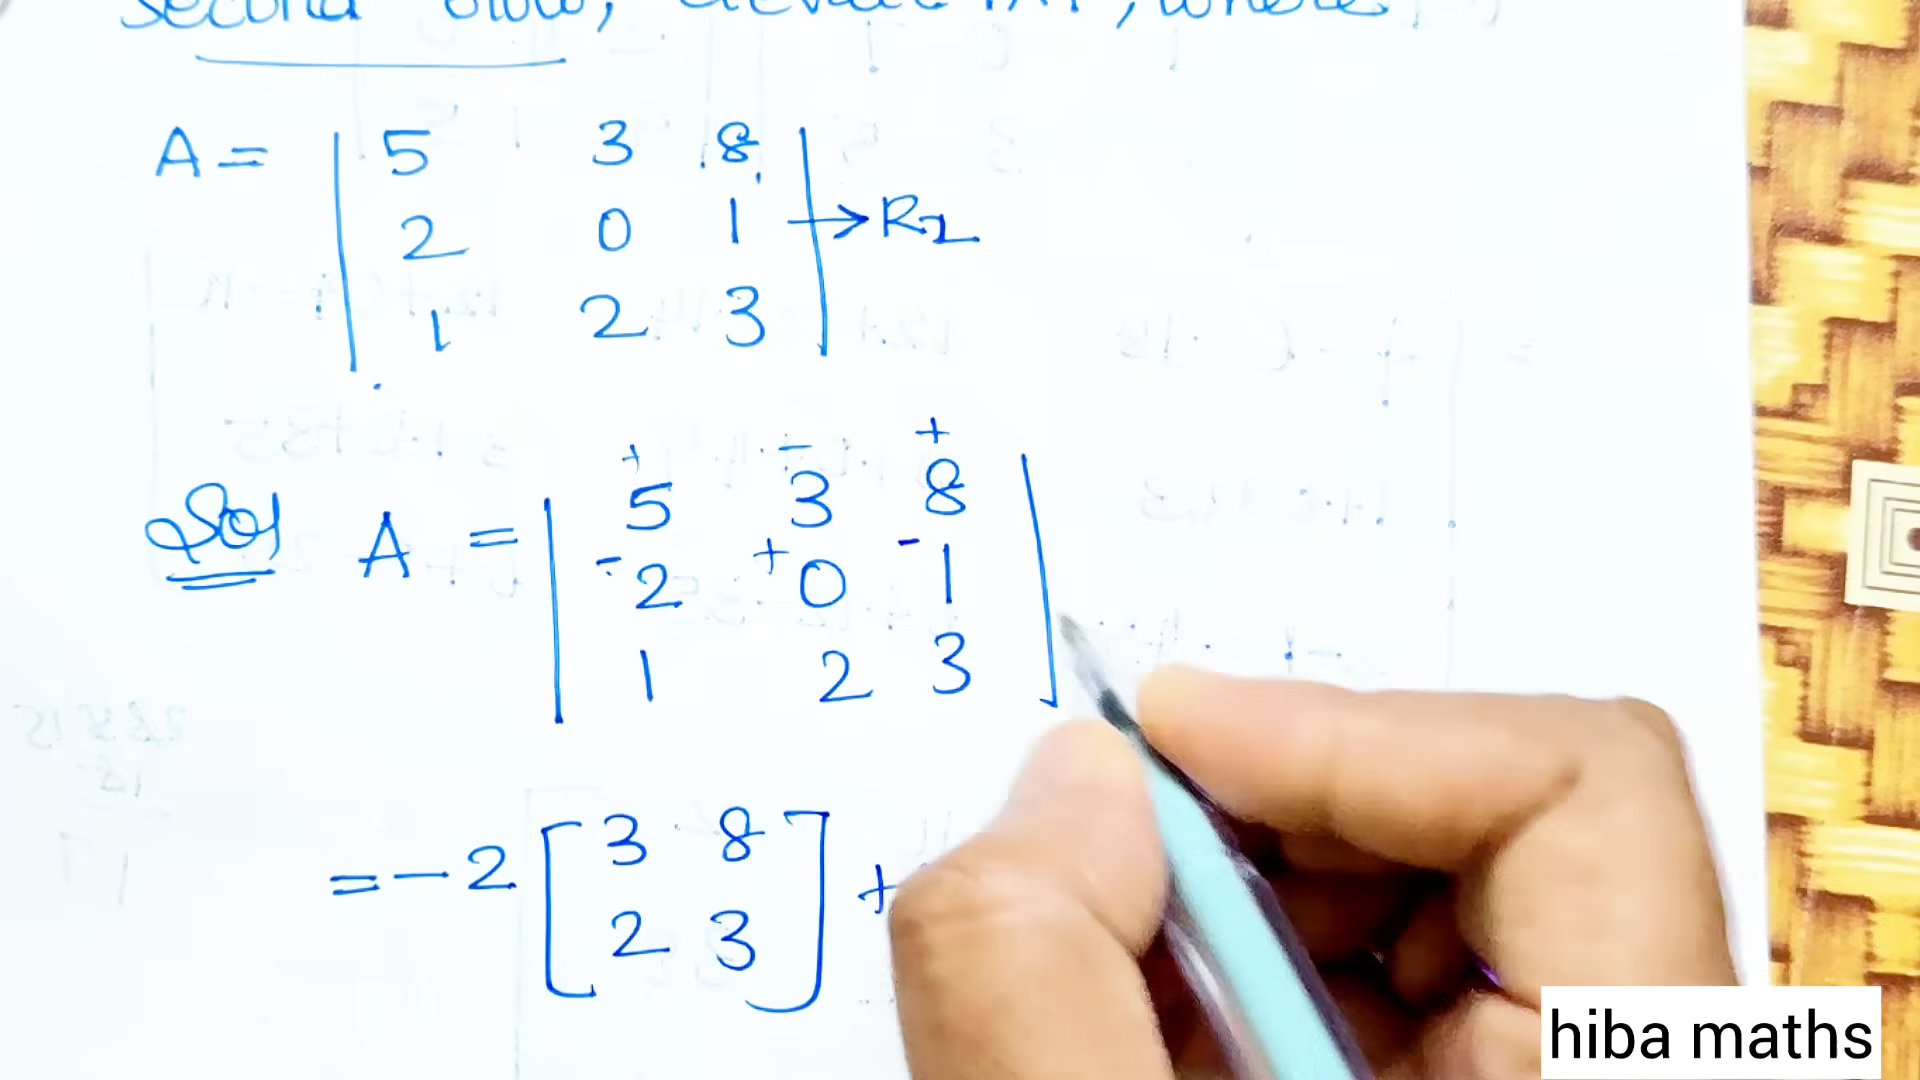 second
A = | 5 3 8 |
| 2 0 1 | → R2
| 1 2 3 |
+ - +
Sol A = | 5 3 8 |
| -2 +0 -1 |
| 1 2 3 |
= -2 [ 3 8 ] +
[ 2 3 ]
hiba maths